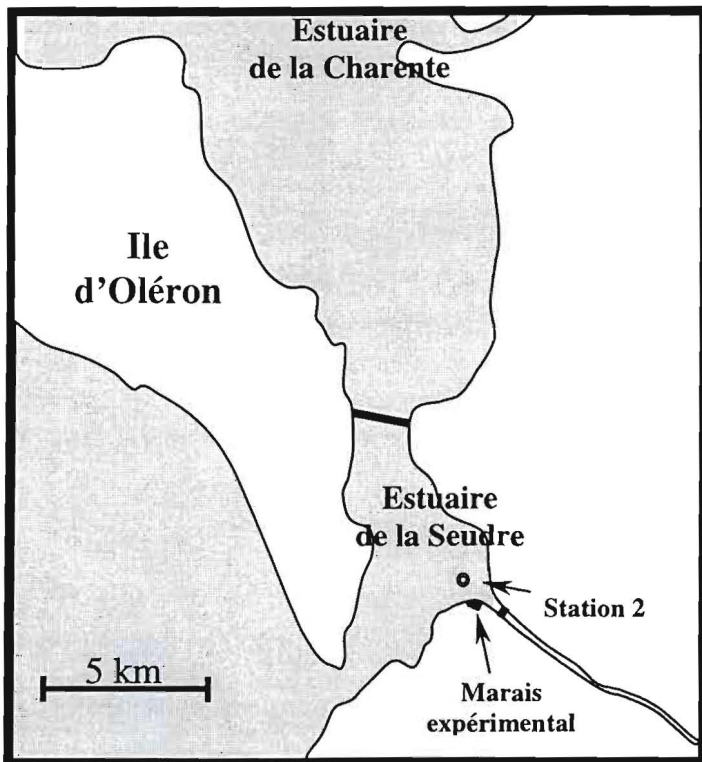 Estuaire
de la Charente
Ile
d'Oléron
Estuaire
de la Seudre
Station 2
5 km
Marais
expérimental